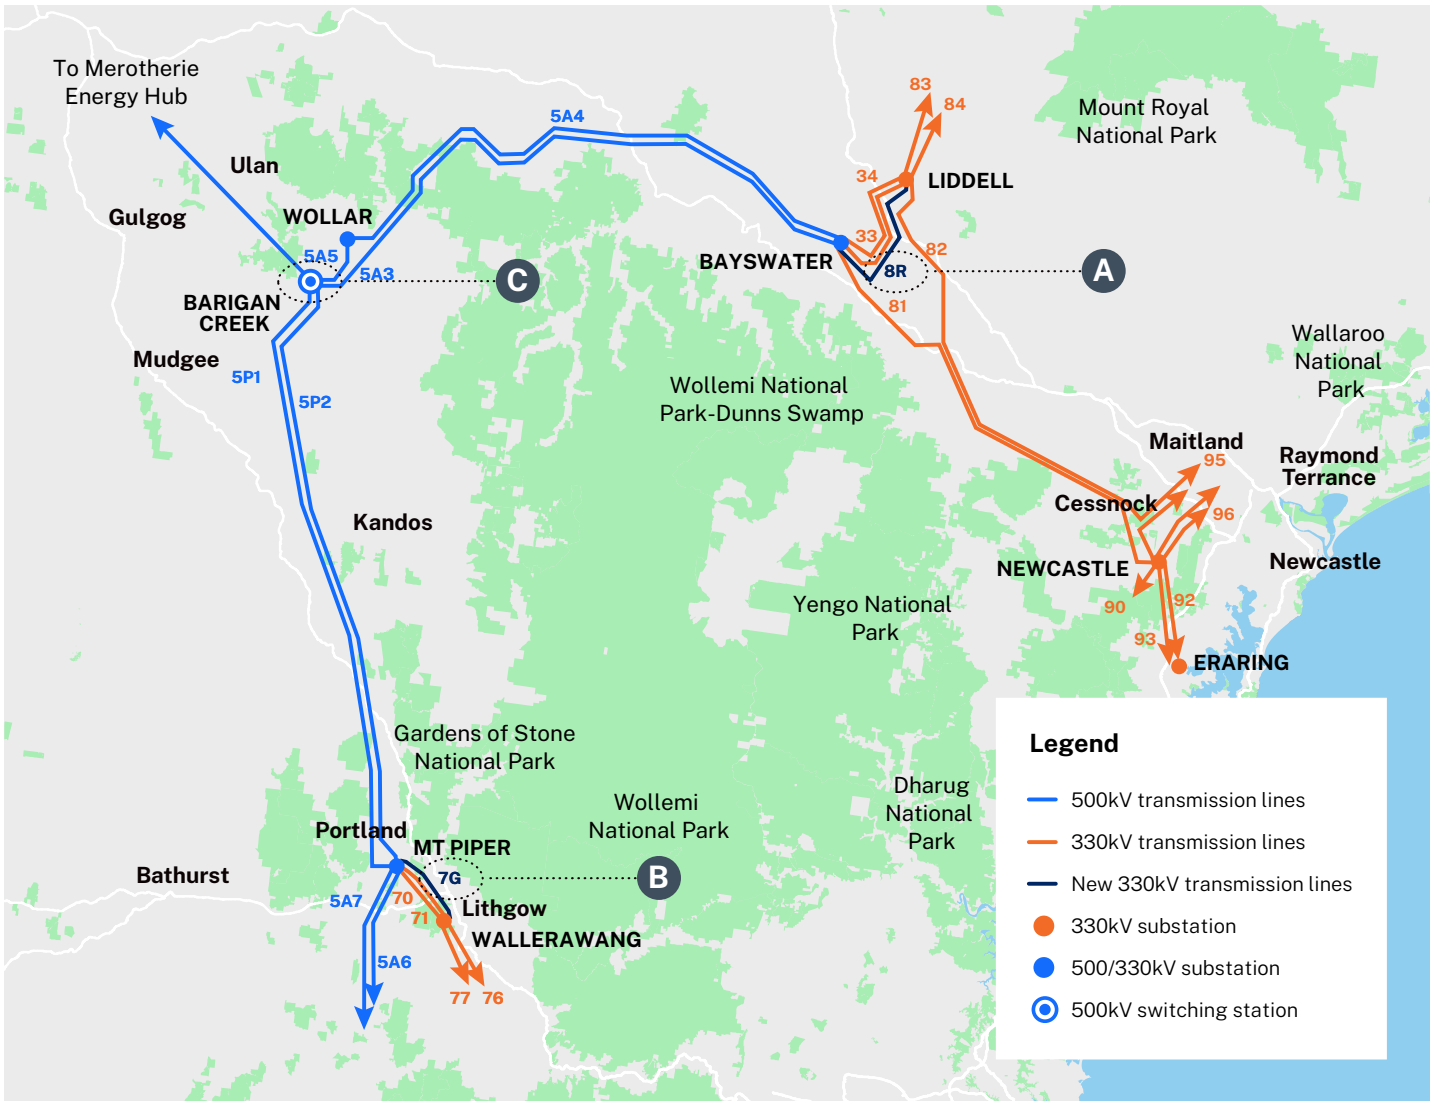 To Merotherie
Energy Hub
Ulan
Gulgog
WOLLAR
5A5
5A3
C
BARIGAN
CREEK
Mudgee
5P1
5P2
5A4
83
84
Mount Royal
National Park
34
LIDDELL
33
82
BAYSWATER
8R
A
81
Wallaroo
National
Park
Wollemi National
Park-Dunns Swamp
Maitland
95
Raymond
Terrance
Cessnock
96
Kandos
NEWCASTLE
Newcastle
90
92
Yengo National
Park
93
ERARING
Gardens of Stone
National Park
Wollemi
National Park
Dharug
National
Park
Portland
MT PIPER
7G
B
Bathurst
5A7
70
71
Lithgow
WALLERAWANG
5A6
77
76
Legend
500kV transmission lines
330kV transmission lines
New 330kV transmission lines
330kV substation
500/330kV substation
500kV switching station